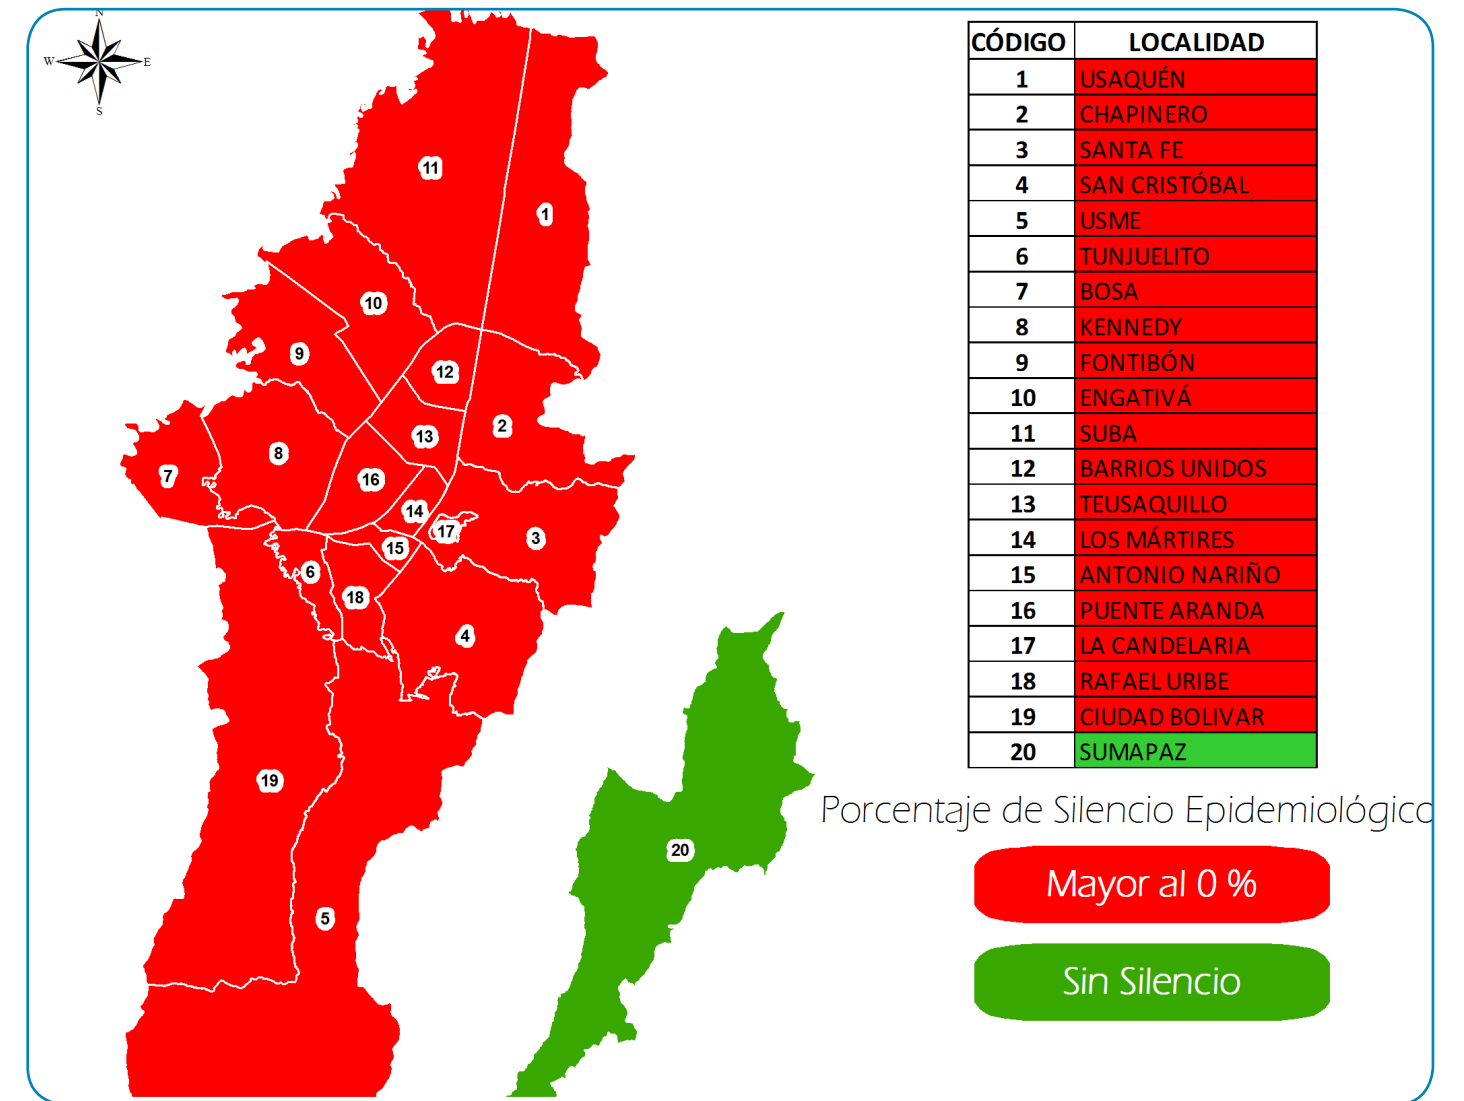 N
W
E
S
11
1
10
9
12
2
13
8
7
16
14
17
3
15
6
18
4
19
20
5
CÓDIGO LOCALIDAD
1 USAQUÉN
2 CHAPINERO
3 SANTA FE
4 SAN CRISTÓBAL
5 USME
6 TUNJUELITO
7 BOSA
8 KENNEDY
9 FONTIBÓN
10 ENGATIVÁ
11 SUBA
12 BARRIOS UNIDOS
13 TEUSAQUILLO
14 LOS MÁRTIRES
15 ANTONIO NARIÑO
16 PUENTE ARANDA
17 LA CANDELARIA
18 RAFAEL URIBE
19 CIUDAD BOLIVAR
20 SUMAPAZ
Porcentaje de Silencio Epidemiológico
Mayor al 0 %
Sin Silencio